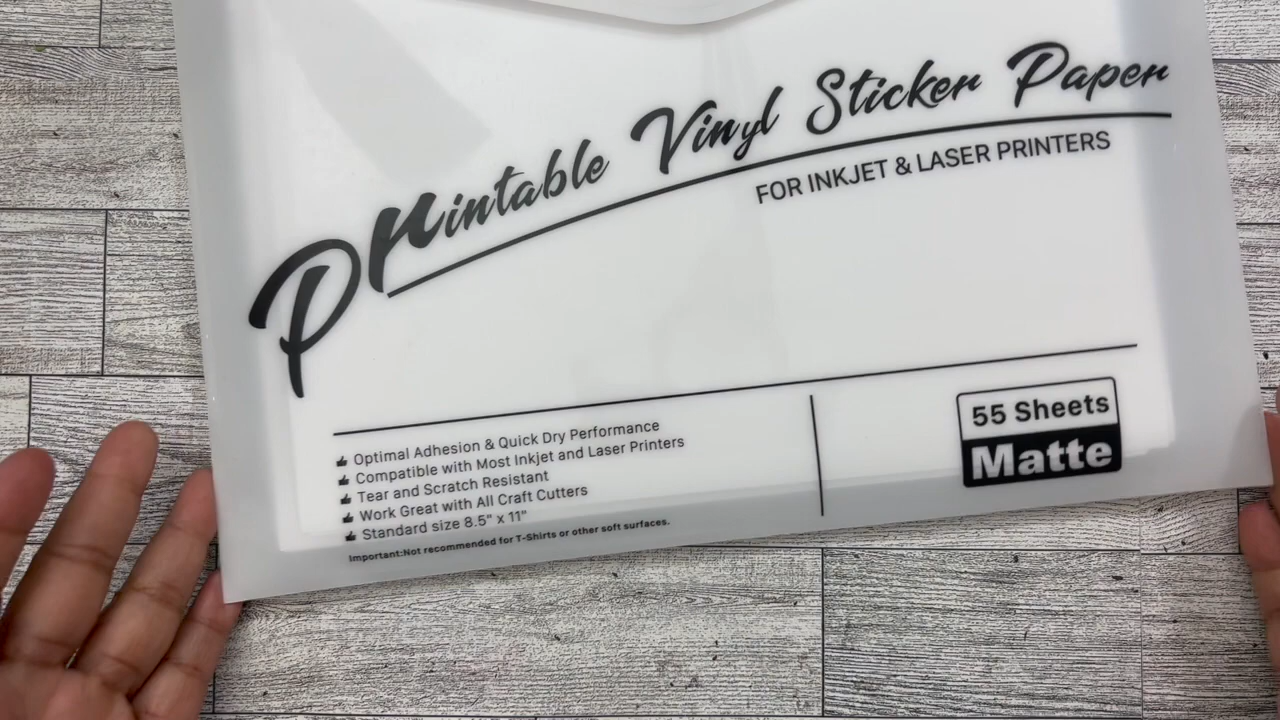 Printable Vinyl Sticker Paper
FOR INKJET & LASER PRINTERS
Optimal Adhesion & Quick Dry Performance
Compatible with Most Inkjet and Laser Printers
Tear and Scratch Resistant
Work Great with All Craft Cutters
Standard size 8.5" x 11"
Important:Not recommended for T-Shirts or other soft surfaces.
55 Sheets
Matte